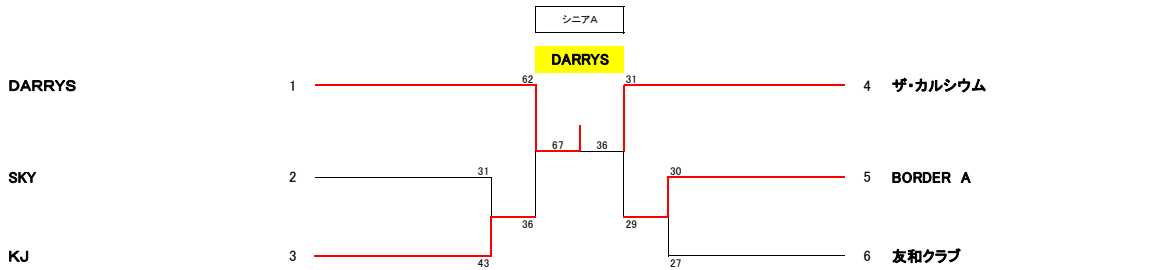 シニアA
DARRYS
DARRYS 1 62 31 4 ザ・カルシウム
67 36
SKY 2 31 30 5 BORDER A
36 29
KJ 3 43 27 6 友和クラブ